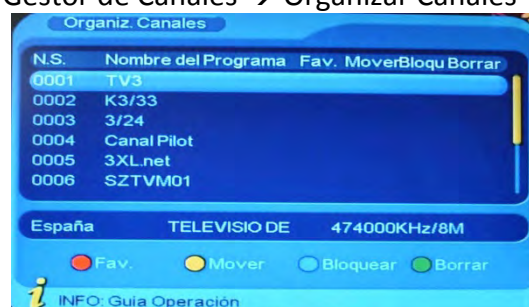 Gestor de Canales → Organizar Canales
Organiz. Canales
N.S. Nombre del Programa Fav. MoverBloqu Borrar
0001 TV3
0002 K3/33
0003 3/24
0004 Canal Pilot
0005 3XL.net
0006 SZTVM01
España TELEVISIO DE 474000KHz/8M
Fav. Mover Bloquear Borrar
i INFO: Guia Operación